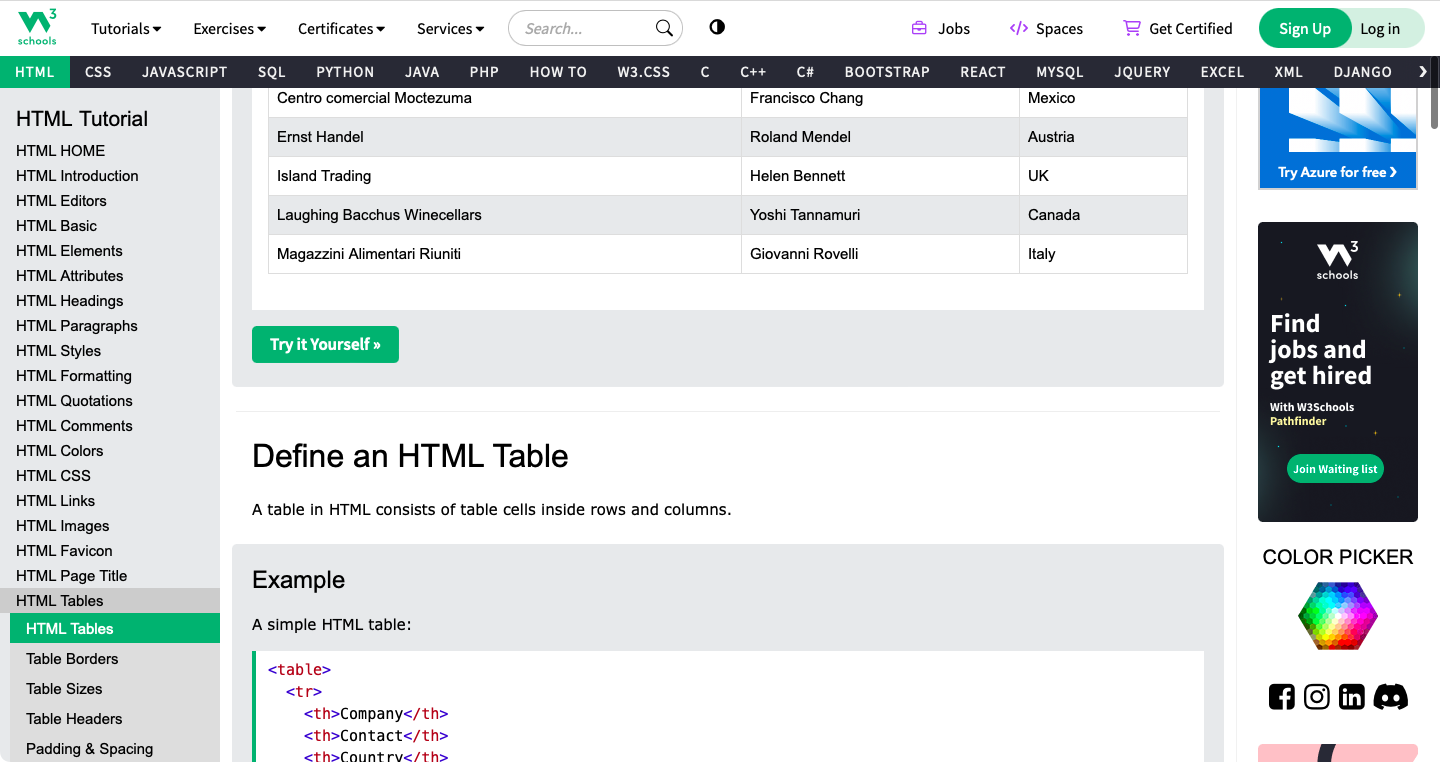 W3 schools
Tutorials Exercises Certificates Services Search... Jobs Spaces Get Certified Sign Up Log in
HTML CSS JAVASCRIPT SQL PYTHON JAVA PHP HOW TO W3.CSS C C++ C# BOOTSTRAP REACT MYSQL JQUERY EXCEL XML DJANGO ❯
HTML Tutorial
HTML HOME
HTML Introduction
HTML Editors
HTML Basic
HTML Elements
HTML Attributes
HTML Headings
HTML Paragraphs
HTML Styles
HTML Formatting
HTML Quotations
HTML Comments
HTML Colors
HTML CSS
HTML Links
HTML Images
HTML Favicon
HTML Page Title
HTML Tables
HTML Tables
Table Borders
Table Sizes
Table Headers
Padding & Spacing
Centro comercial Moctezuma Francisco Chang Mexico
Ernst Handel Roland Mendel Austria
Island Trading Helen Bennett UK
Laughing Bacchus Winecellars Yoshi Tannamuri Canada
Magazzini Alimentari Riuniti Giovanni Rovelli Italy
Try it Yourself »
Define an HTML Table
A table in HTML consists of table cells inside rows and columns.
Example
A simple HTML table:
<table>
<tr>
<th>Company</th>
<th>Contact</th>
<th>Country</th>
Try Azure for free ❯
W3 schools
Find
jobs and
get hired
With W3Schools
Pathfinder
Join Waiting list
COLOR PICKER